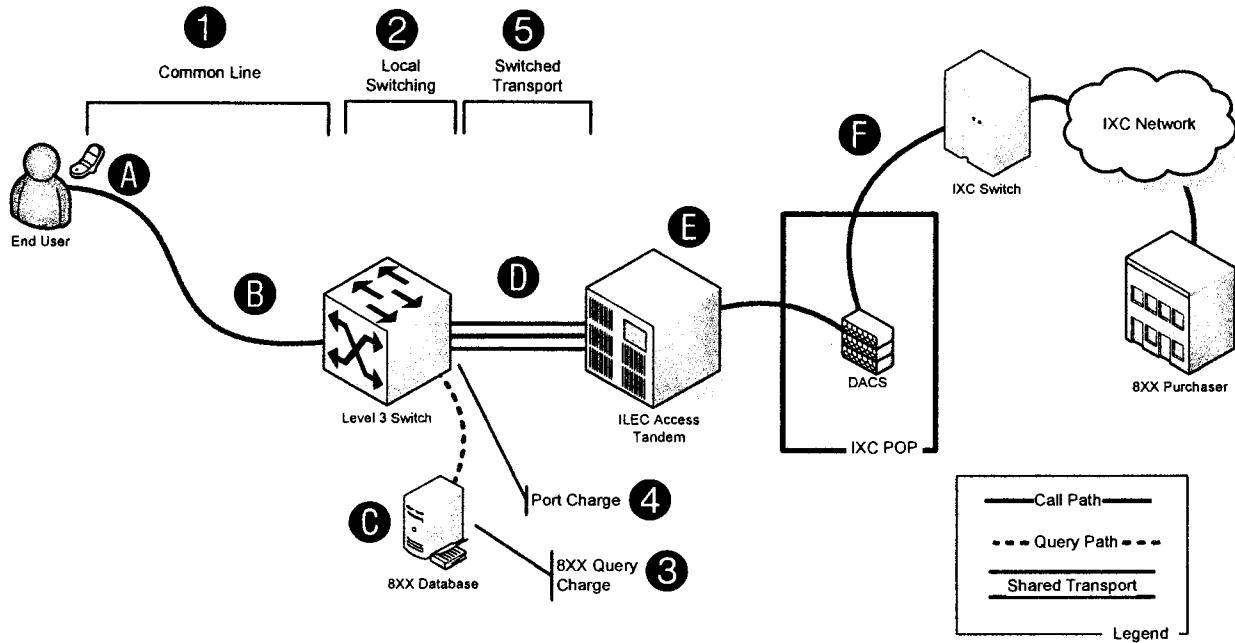 1
2
5
Common Line
Local
Switching
Switched
Transport
A
End User
B
Level 3 Switch
D
E
ILEC Access
Tandem
F
IXC Switch
IXC Network
8XX Purchaser
DACS
IXC POP
C
8XX Database
Port Charge
4
8XX Query
Charge
3
Call Path
Query Path
Shared Transport
Legend